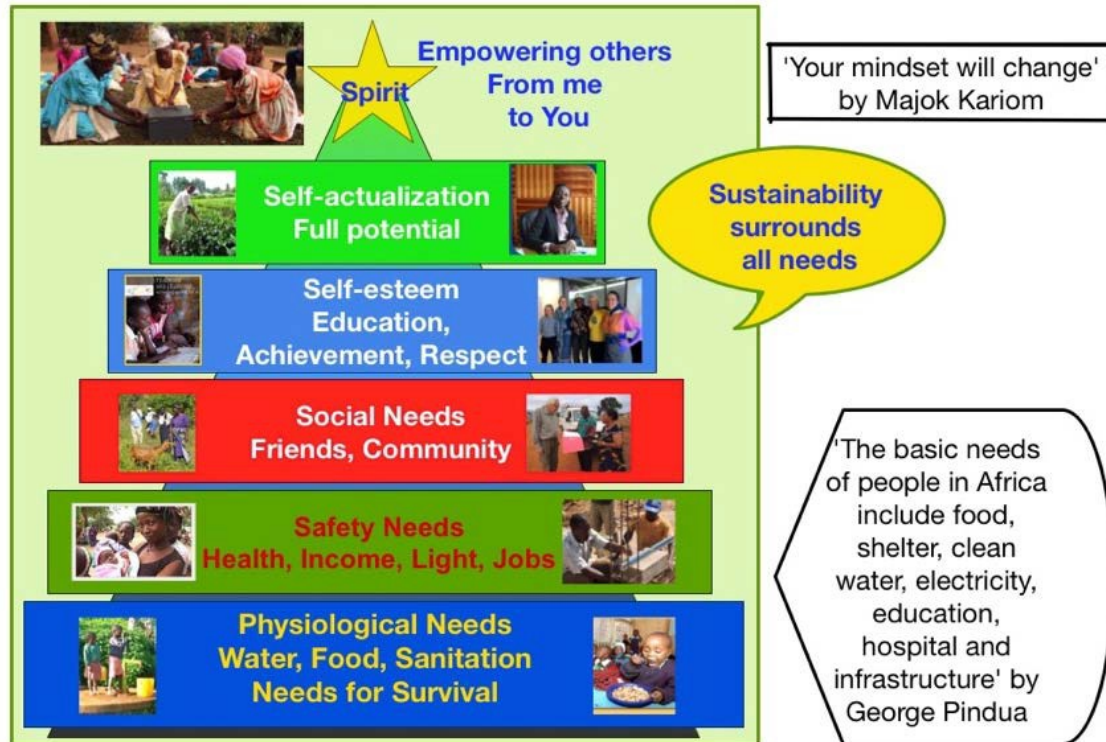 Spirit
Empowering others
From me
to You
'Your mindset will change'
by Majok Kariom
Self-actualization
Full potential
Sustainability
surrounds
all needs
Self-esteem
Education,
Achievement, Respect
Social Needs
Friends, Community
Safety Needs
Health, Income, Light, Jobs
Physiological Needs
Water, Food, Sanitation
Needs for Survival
'The basic needs
of people in Africa
include food,
shelter, clean
water, electricity,
education,
hospital and
infrastructure' by
George Pindua